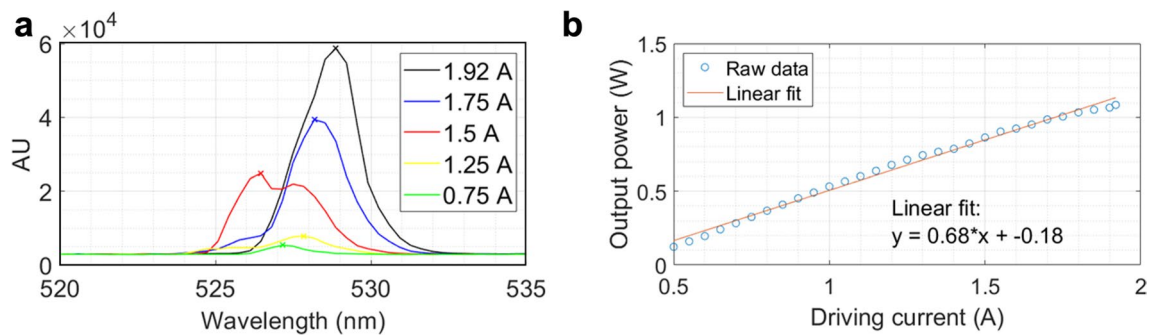 a
×10⁴
6
4
2
0
AU
520
525
530
535
Wavelength (nm)
1.92 A
1.75 A
1.5 A
1.25 A
0.75 A
b
1.5
1
0.5
0
Output power (W)
0.5
1
1.5
2
Driving current (A)
Raw data
Linear fit
Linear fit:
y = 0.68*x + -0.18